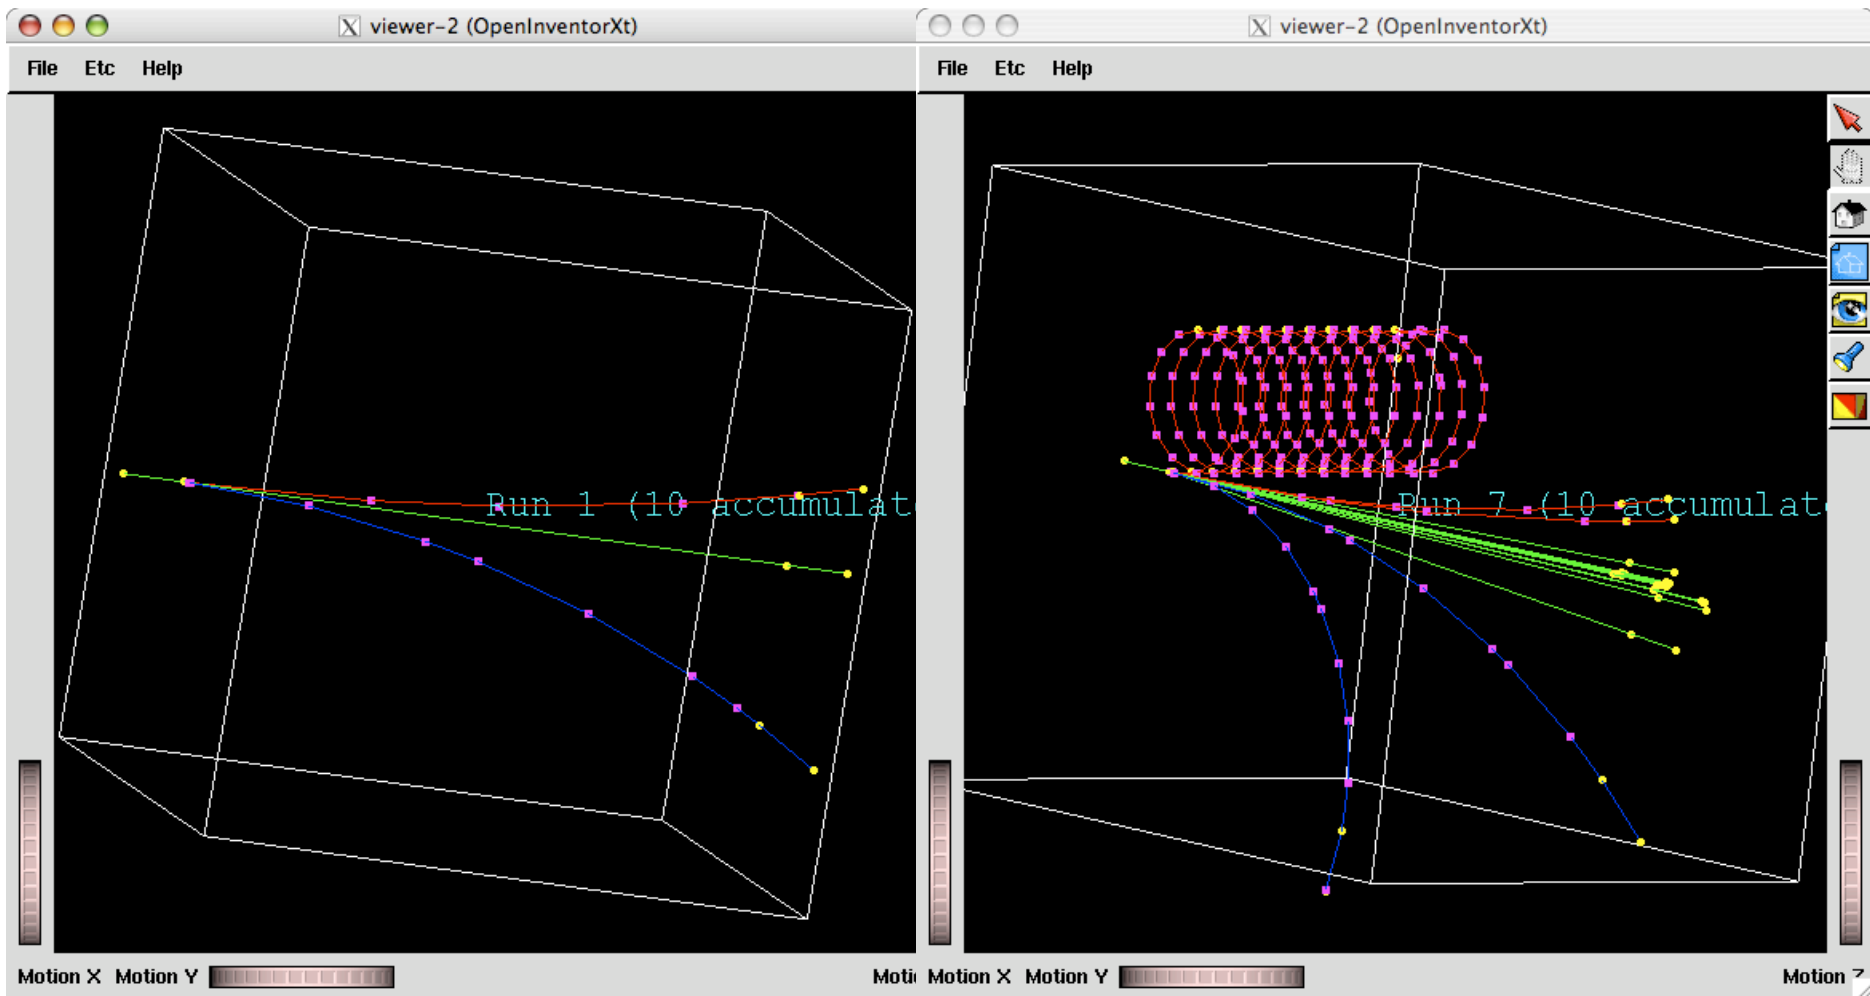 X viewer-2 (OpenInventorXt)
File Etc Help
Run 1 (10 accumulat
Motion X Motion Y
X viewer-2 (OpenInventorXt)
File Etc Help
Run 7 (10 accumulat
Motion X Motion Y Motion